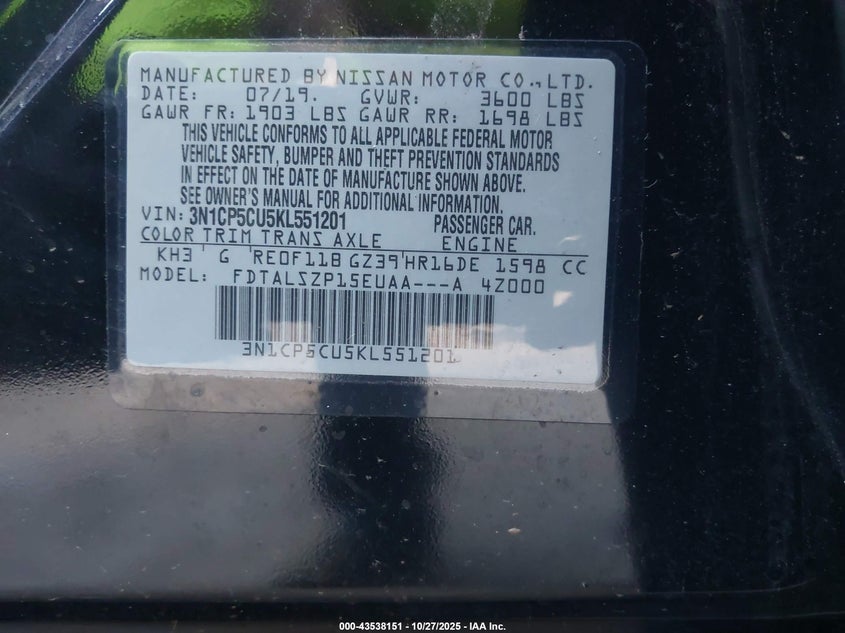 MANUFACTURED BY NISSAN MOTOR CO.,LTD.
DATE: 07/19. GVWR: 3600 LBS
GAWR FR: 1903 LBS GAWR RR: 1698 LBS
THIS VEHICLE CONFORMS TO ALL APPLICABLE FEDERAL MOTOR
VEHICLE SAFETY, BUMPER AND THEFT PREVENTION STANDARDS
IN EFFECT ON THE DATE OF MANUFACTURE SHOWN ABOVE.
SEE OWNER'S MANUAL FOR ADDITIONAL INFORMATION.
VIN: 3N1CP5CU5KL551201 PASSENGER CAR.
COLOR TRIM TRANS AXLE ENGINE
KH3 G RE0F11B GZ39 HR16DE 1598 CC
MODEL: FDTALSZP15EUAA---A 4Z000
3N1CP5CU5KL551201
000-43538151 - 10/27/2025 - IAA Inc.